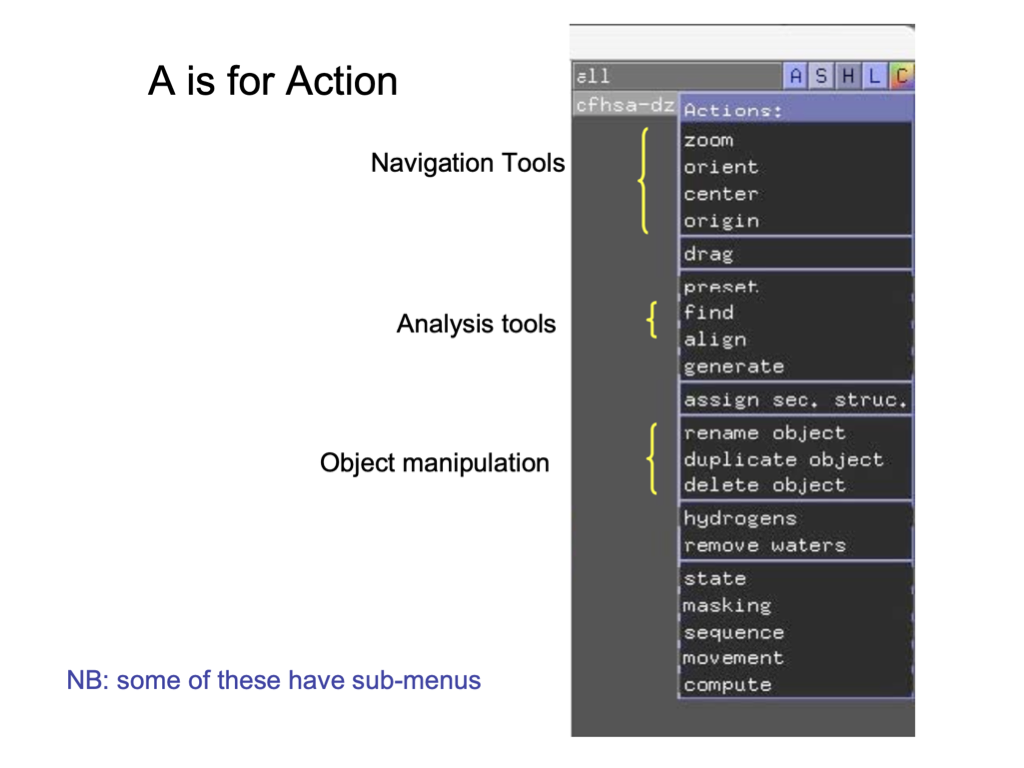 A is for Action
all A S H L C
cfhsa-dz Actions:
Navigation Tools
zoom
orient
center
origin
drag
preset
Analysis tools
find
align
generate
assign sec. struc.
Object manipulation
rename object
duplicate object
delete object
hydrogens
remove waters
state
masking
sequence
movement
compute
NB: some of these have sub-menus